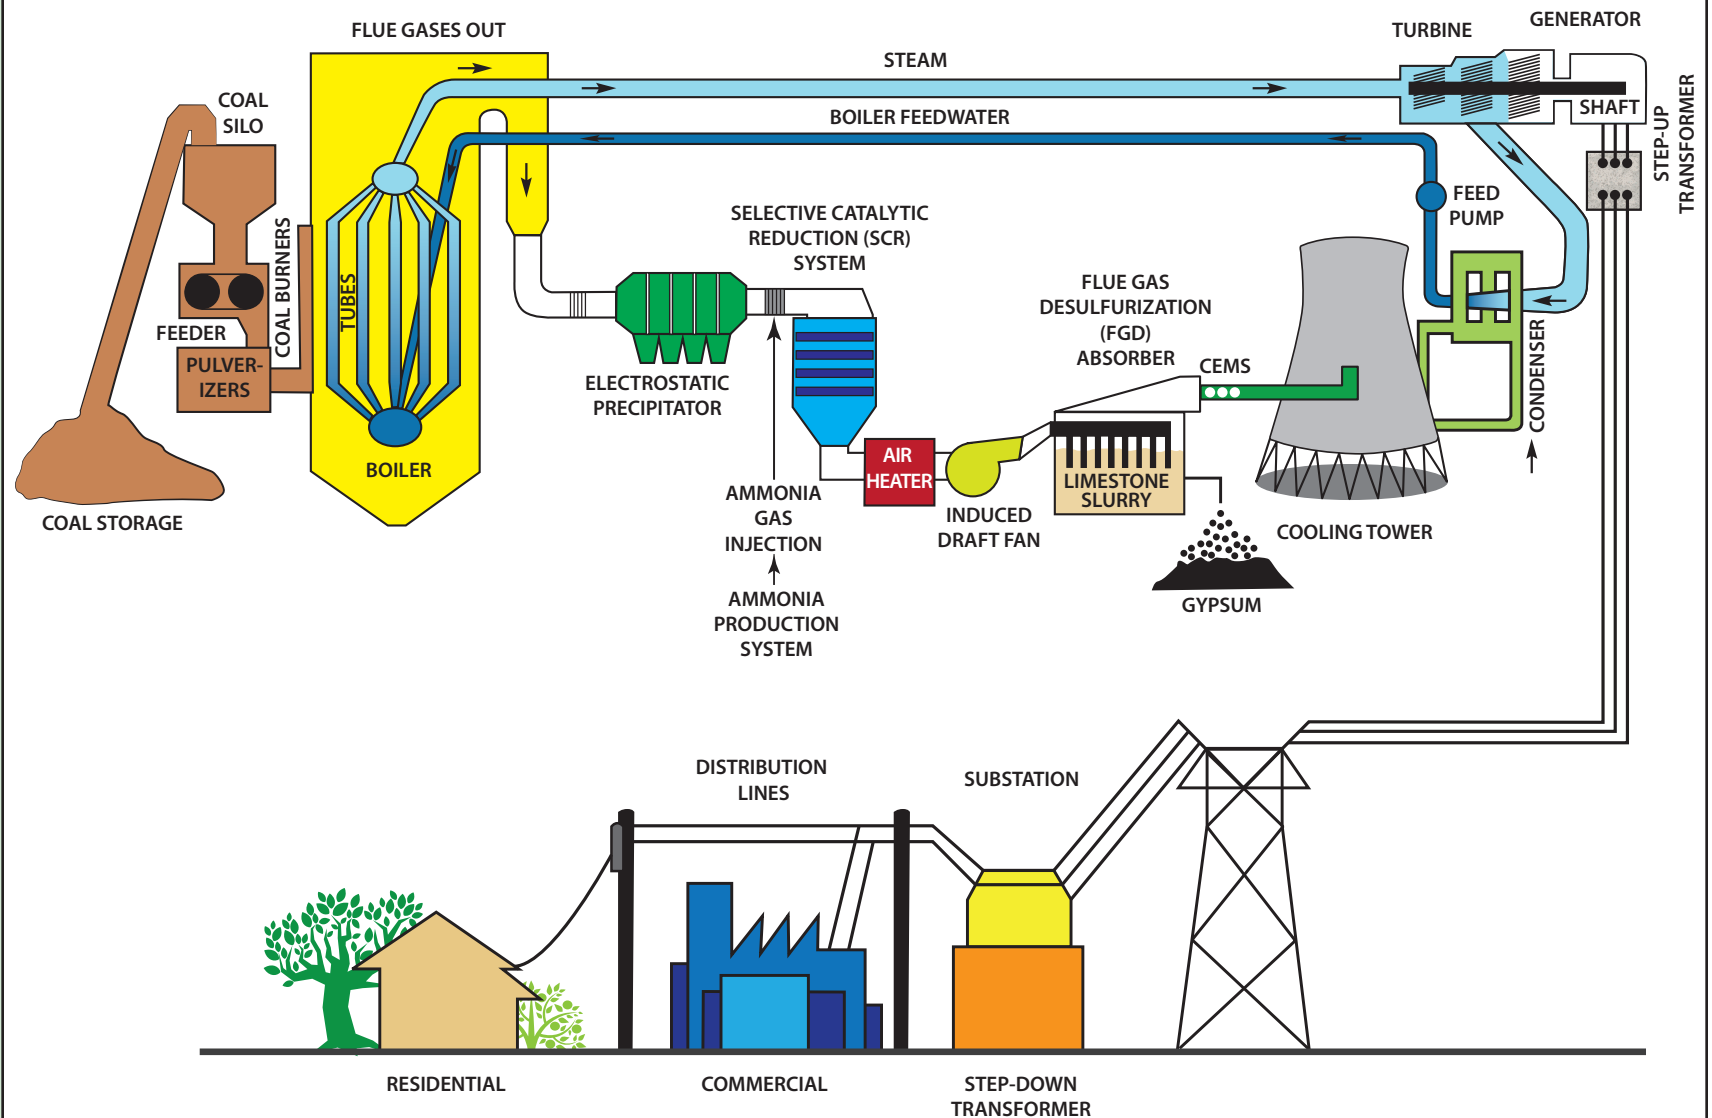 FLUE GASES OUT
STEAM
TURBINE
GENERATOR
SHAFT
STEP-UP
TRANSFORMER
COAL
SILO
BOILER FEEDWATER
FEED
PUMP
COAL BURNERS
TUBES
SELECTIVE CATALYTIC
REDUCTION (SCR)
SYSTEM
FLUE GAS
DESULFURIZATION
(FGD)
ABSORBER
CEMS
CONDENSER
FEEDER
PULVER-
IZERS
ELECTROSTATIC
PRECIPITATOR
BOILER
AIR
HEATER
LIMESTONE
SLURRY
COAL STORAGE
AMMONIA
GAS
INJECTION
INDUCED
DRAFT FAN
COOLING TOWER
AMMONIA
PRODUCTION
SYSTEM
GYPSUM
DISTRIBUTION
LINES
SUBSTATION
RESIDENTIAL
COMMERCIAL
STEP-DOWN
TRANSFORMER